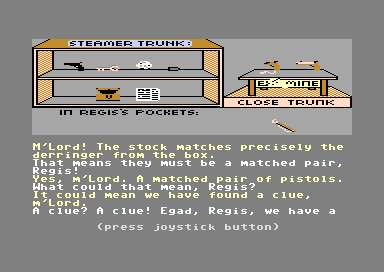 STEAMER TRUNK:
EX MINE
CLOSE TRUNK
IN REGIS'S POCKETS:
M'Lord! The stock matches precisely the
derringer from the box.
That means they must be a matched pair,
Regis!
Yes, m'Lord. A matched pair of pistols.
What could that mean, Regis?
It could mean we have found a clue,
m'Lord.
A clue? A clue! Egad, Regis, we have a
(press joystick button)